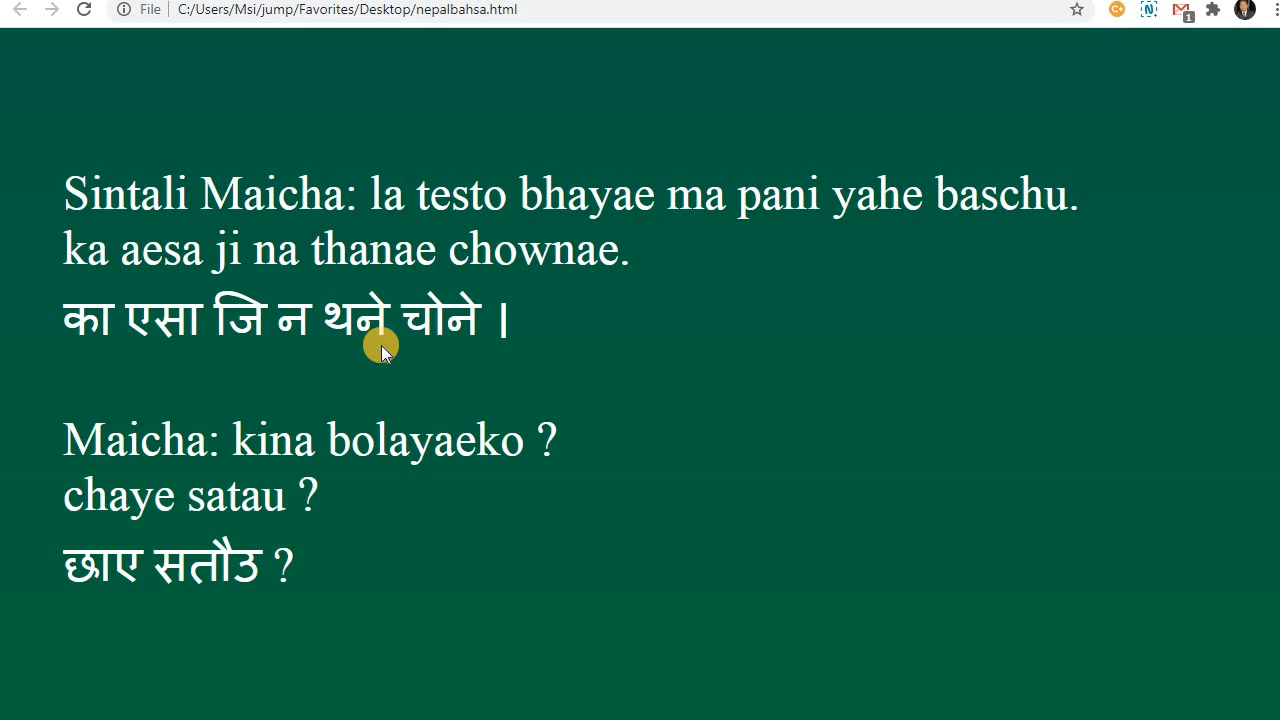 File
C:/Users/Msi/jump/Favorites/Desktop/nepalbahsa.html
1
Sintali Maicha: la testo bhayae ma pani yahe baschu.
ka aesa ji na thanae chownae.
का एसा जि न थने चोने ।
Maicha: kina bolayaeko ?
chaye satau ?
छाए सतौउ ?